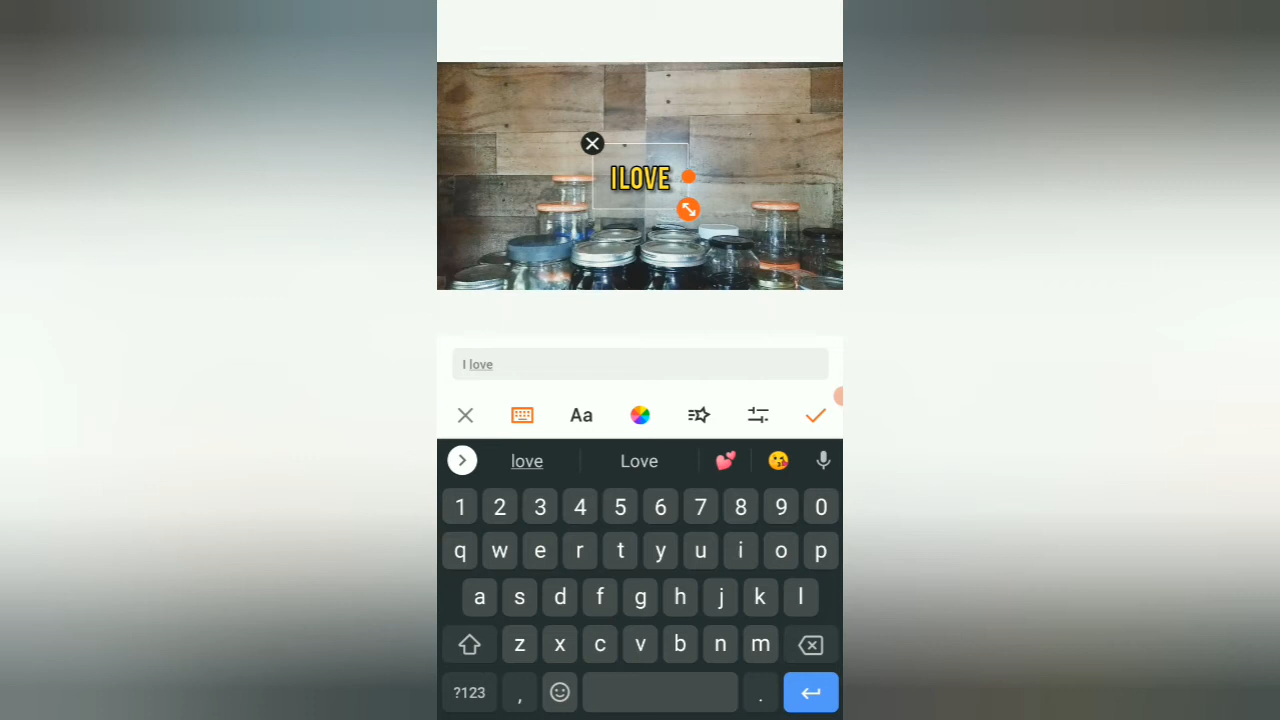 ILOVE
I love
Aa
love Love
1 2 3 4 5 6 7 8 9 0
q w e r t y u i o p
a s d f g h j k l
z x c v b n m
?123 , .